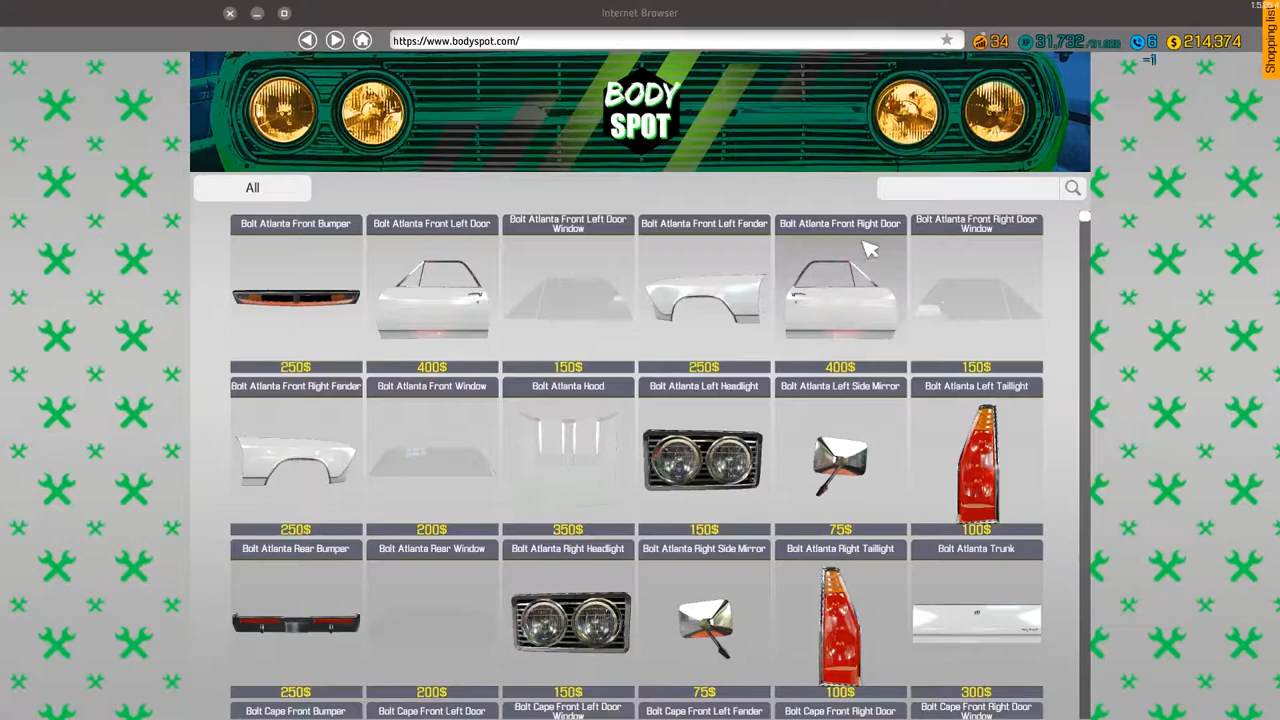 Internet Browser
1.5.
https://www.bodyspot.com/
34
31,732
6
214,374
-1
Shopping list
BODY
SPOT
All
Bolt Atlanta Front Bumper
Bolt Atlanta Front Left Door
Bolt Atlanta Front Left Door
Window
Bolt Atlanta Front Left Fender
Bolt Atlanta Front Right Door
Bolt Atlanta Front Right Door
Window
250$
400$
150$
250$
400$
150$
Bolt Atlanta Front Right Fender
Bolt Atlanta Front Window
Bolt Atlanta Hood
Bolt Atlanta Left Headlight
Bolt Atlanta Left Side Mirror
Bolt Atlanta Left Taillight
250$
200$
350$
150$
75$
100$
Bolt Atlanta Rear Bumper
Bolt Atlanta Rear Window
Bolt Atlanta Right Headlight
Bolt Atlanta Right Side Mirror
Bolt Atlanta Right Taillight
Bolt Atlanta Trunk
250$
200$
150$
75$
100$
300$
Bolt Cape Front Bumper
Bolt Cape Front Left Door
Bolt Cape Front Left Door
Window
Bolt Cape Front Left Fender
Bolt Cape Front Right Door
Bolt Cape Front Right Door
Window